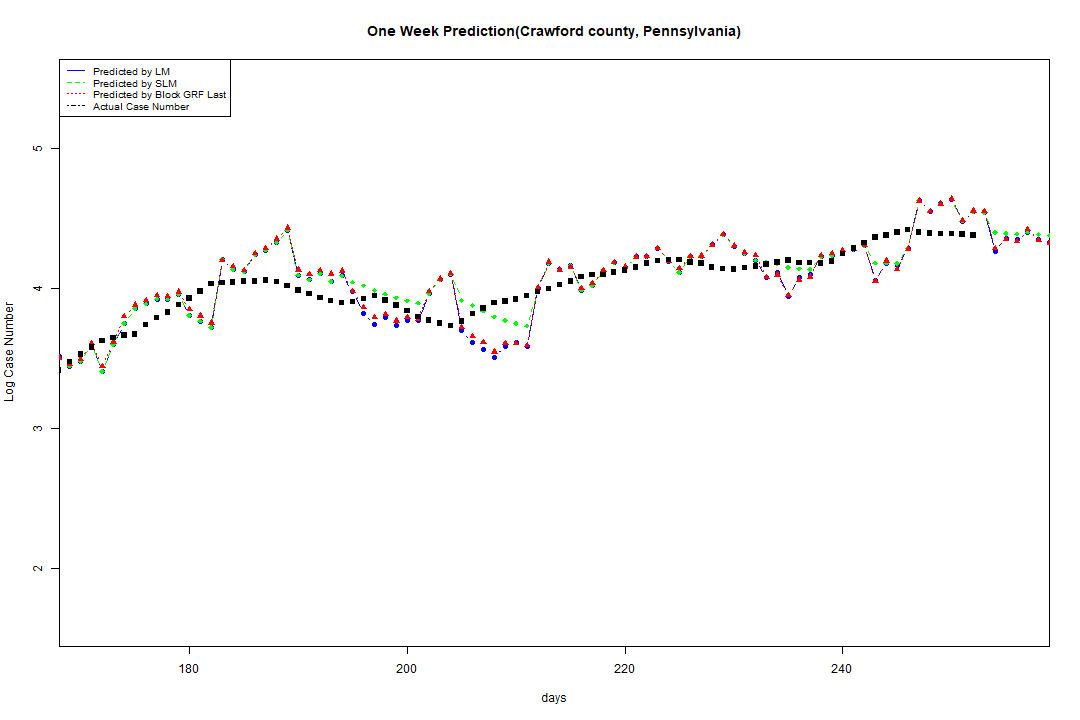 One Week Prediction(Crawford county, Pennsylvania)
Predicted by LM
Predicted by SLM
Predicted by Block GRF Last
Actual Case Number
5
4
3
2
Log Case Number
180 200 220 240
days